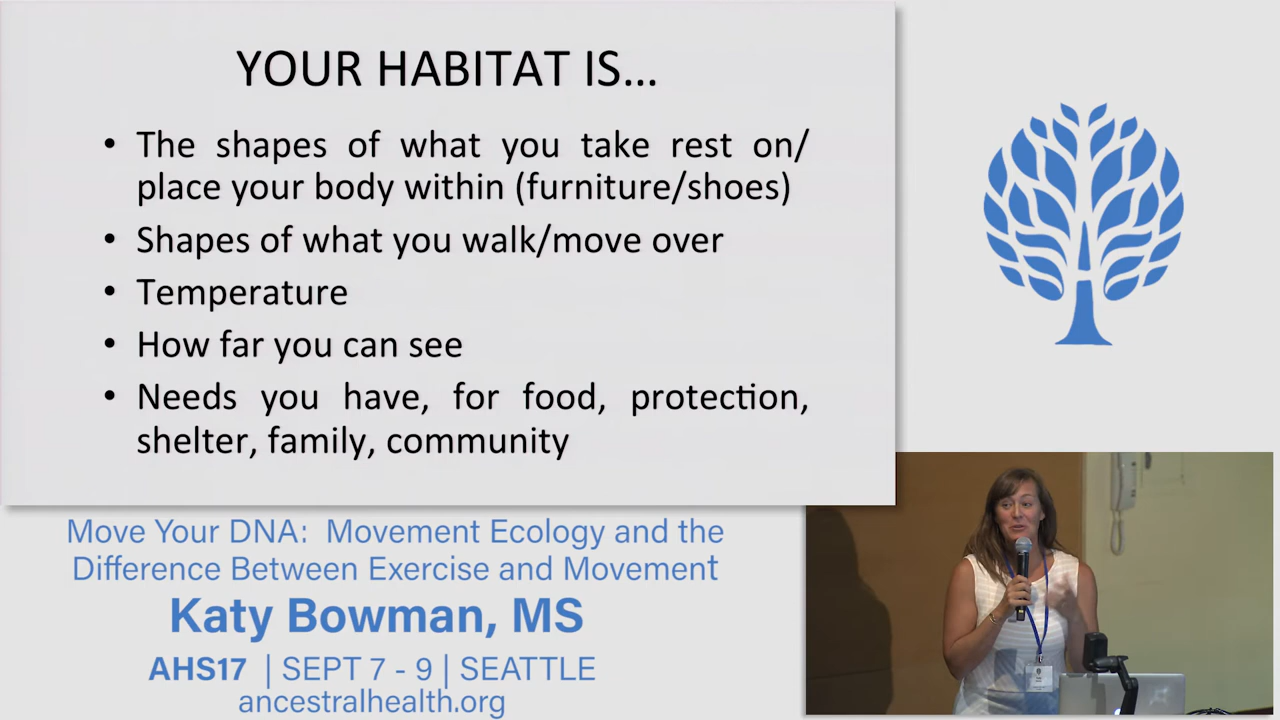 YOUR HABITAT IS...
• The shapes of what you take rest on/
place your body within (furniture/shoes)
• Shapes of what you walk/move over
• Temperature
• How far you can see
• Needs you have, for food, protection,
shelter, family, community
Move Your DNA: Movement Ecology and the
Difference Between Exercise and Movement
Katy Bowman, MS
AHS17 | SEPT 7 - 9 | SEATTLE
ancestralhealth.org